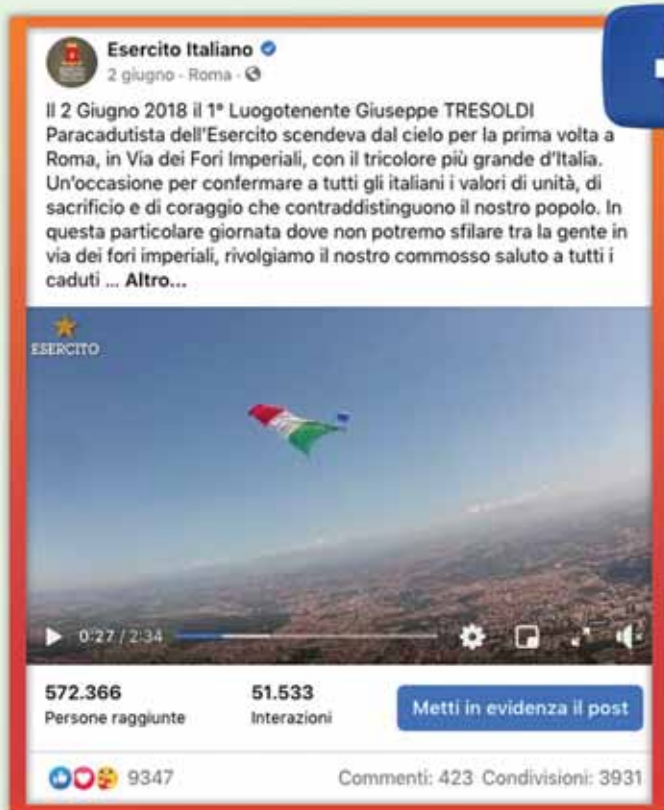 Esercito Italiano
2 giugno · Roma ·
Il 2 Giugno 2018 il 1° Luogotenente Giuseppe TRESOLDI
Paracadutista dell'Esercito scendeva dal cielo per la prima volta a
Roma, in Via dei Fori Imperiali, con il tricolore più grande d'Italia.
Un'occasione per confermare a tutti gli italiani i valori di unità, di
sacrificio e di coraggio che contraddistinguono il nostro popolo. In
questa particolare giornata dove non potremo sfilare tra la gente in
via dei fori imperiali, rivolgiamo il nostro commosso saluto a tutti i
caduti ... Altro...
ESERCITO
0:27 / 2:34
572.366 51.533 Metti in evidenza il post
Persone raggiunte Interazioni
9347 Commenti: 423 Condivisioni: 3931